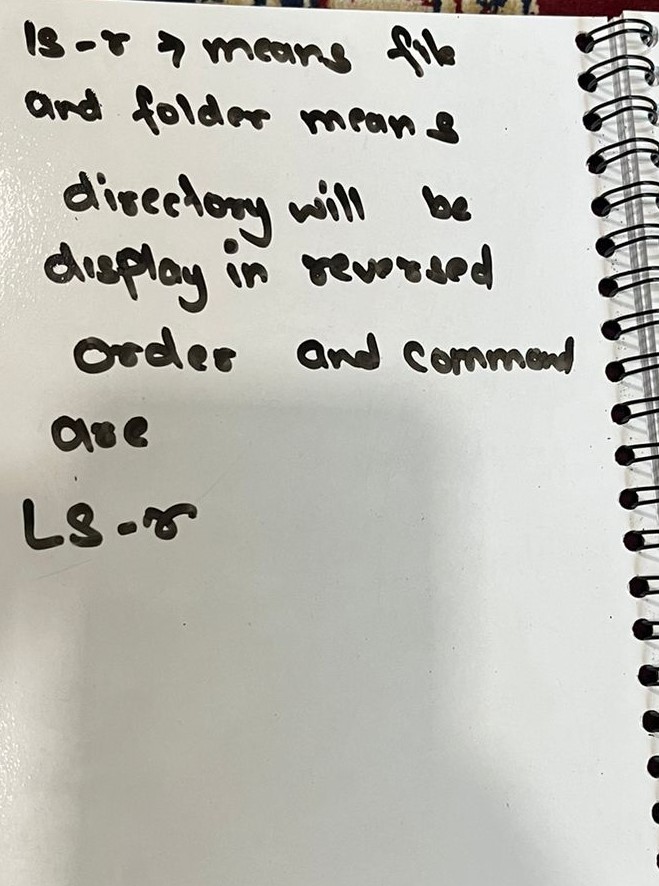 ls -r → means file
and folder means
directory will be
display in reversed
order and command
are
LS -r